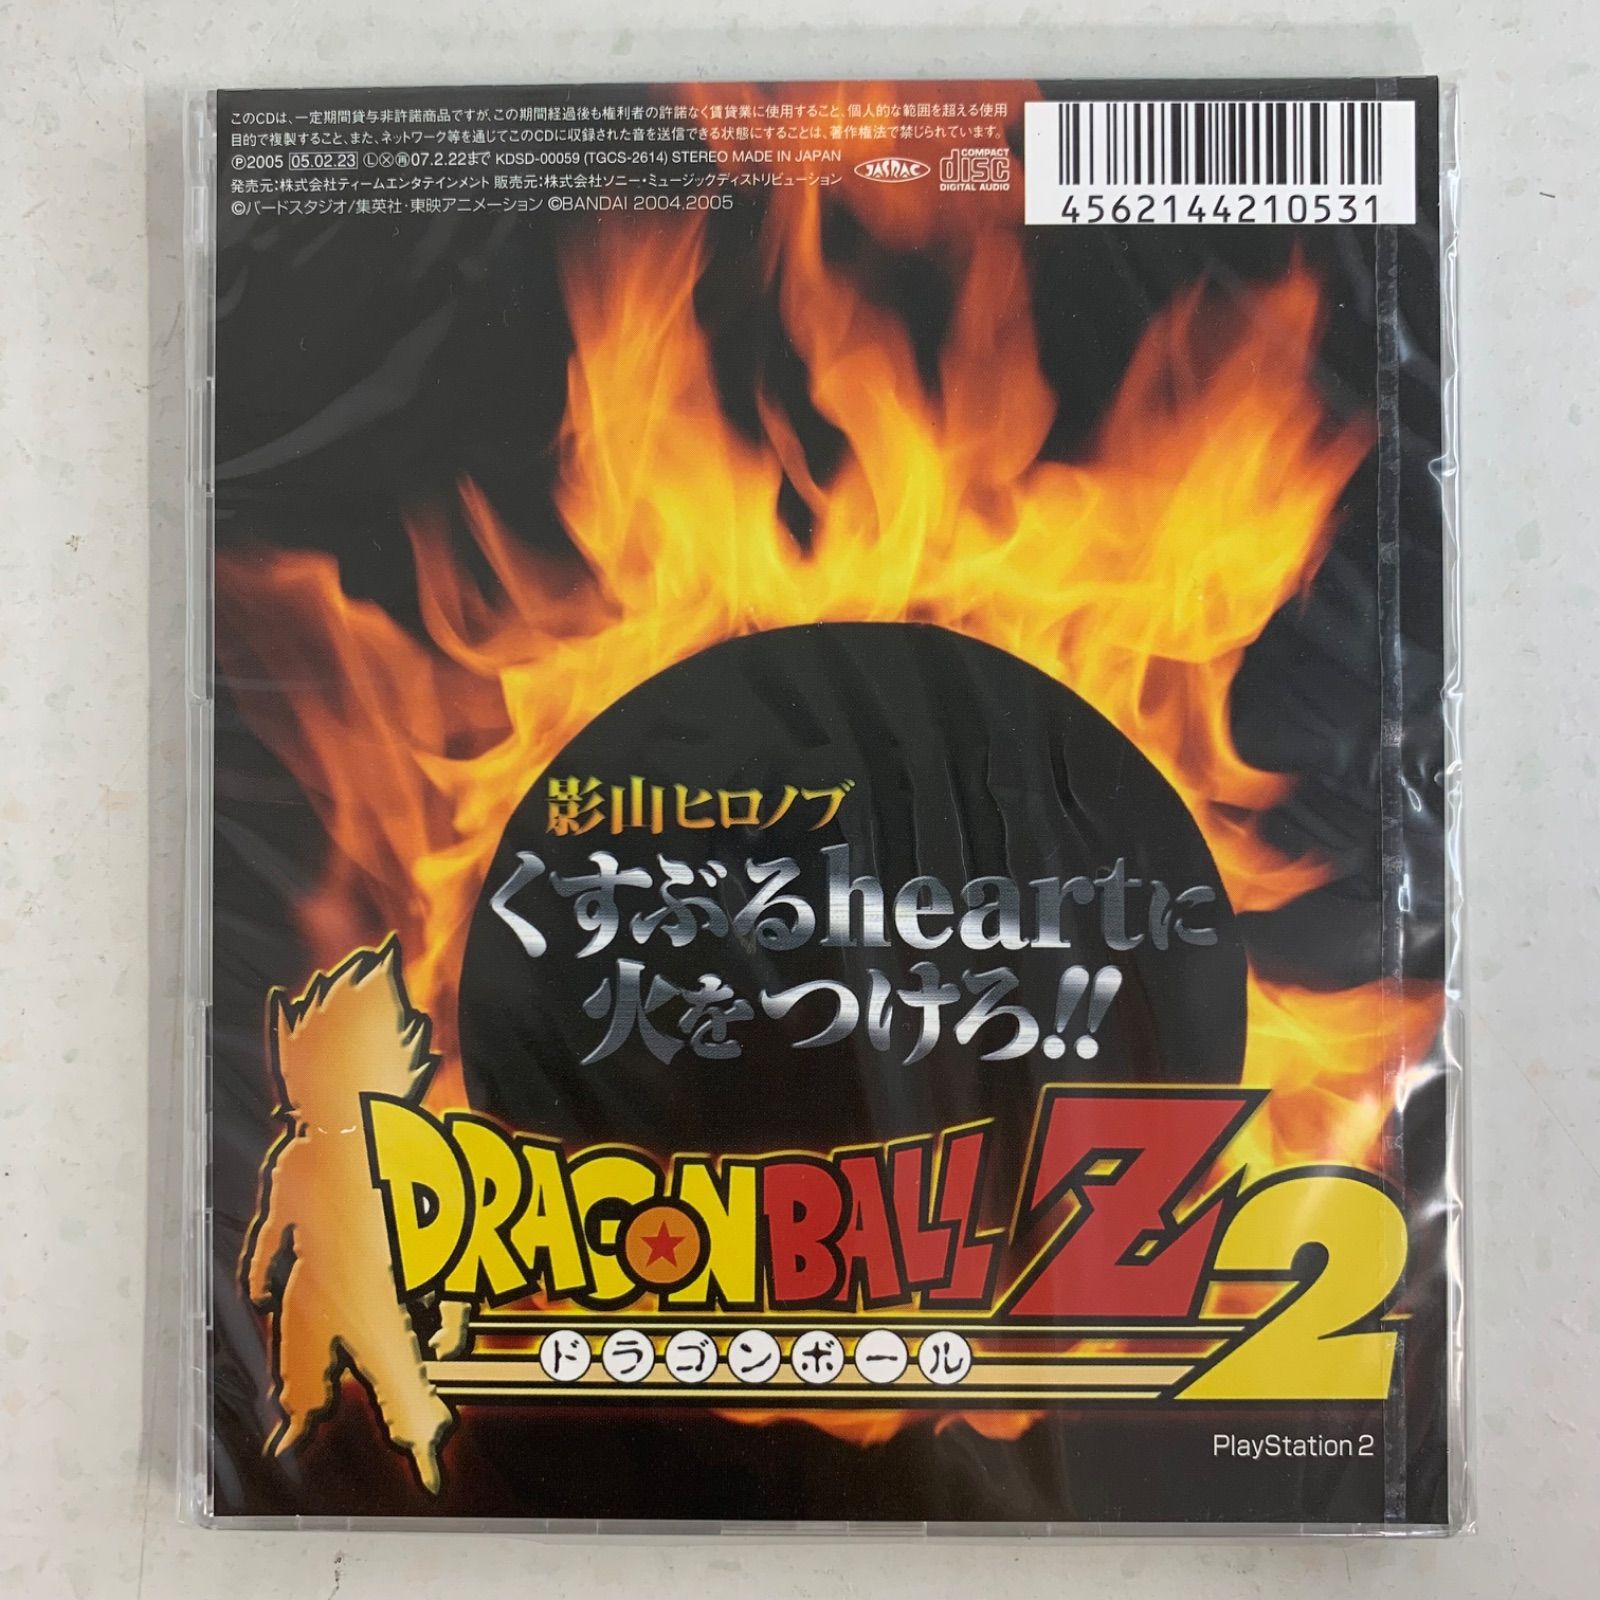 このCDは、一定期間貸与非許諾商品ですが、この期間経過後も権利者の許諾なく賃貸業に使用すること、個人的な範囲を超える使用
目的で複製すること、また、ネットワーク等を通じてこのCDに収録された音を送信できる状態にすることは、著作権法で禁じられています。
Ⓟ2005 05.02.23 Ⓛ Ⓧ ㊞07.2.22まで KDSD-00059 (TGCS-2614) STEREO MADE IN JAPAN
発売元:株式会社ティームエンタテインメント 販売元:株式会社ソニー・ミュージックディストリビューション
©バードスタジオ/集英社・東映アニメーション ©BANDAI 2004,2005
JASRAC
COMPACT
disc
DIGITAL AUDIO
4562144210531
影山ヒロノブ
くすぶるheartに
火をつけろ!!
DRAGONBALL Z 2
ドラゴンボール
PlayStation 2